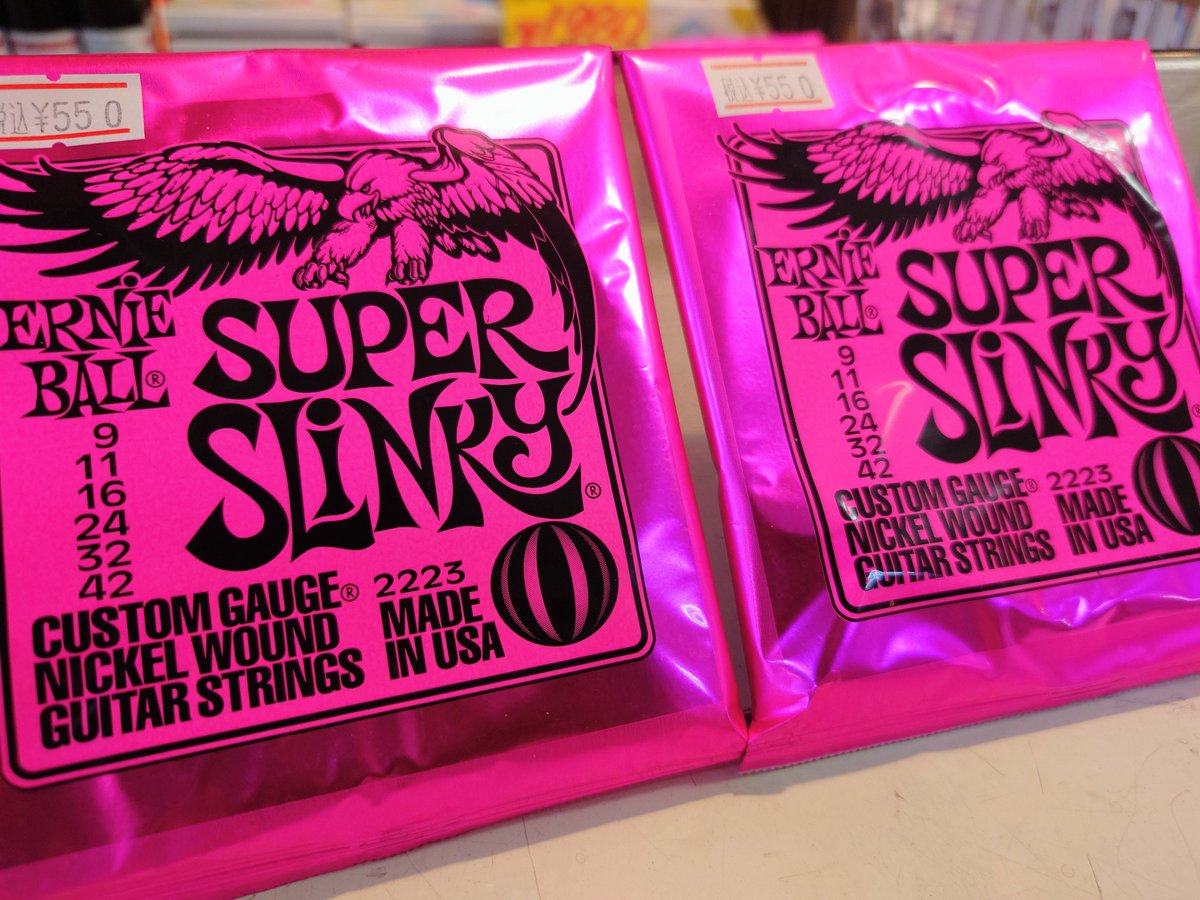 税込¥550
ERNIE
BALL®
SUPER
SLINKY®
9
11
16
24
32
42
CUSTOM GAUGE®
NICKEL WOUND
GUITAR STRINGS
2223
MADE
IN USA
税込¥550
ERNIE
BALL®
SUPER
SLINKY
9
11
16
24
32
42
CUSTOM GAUGE®
NICKEL WOUND
GUITAR STRINGS
2223
MADE
IN USA